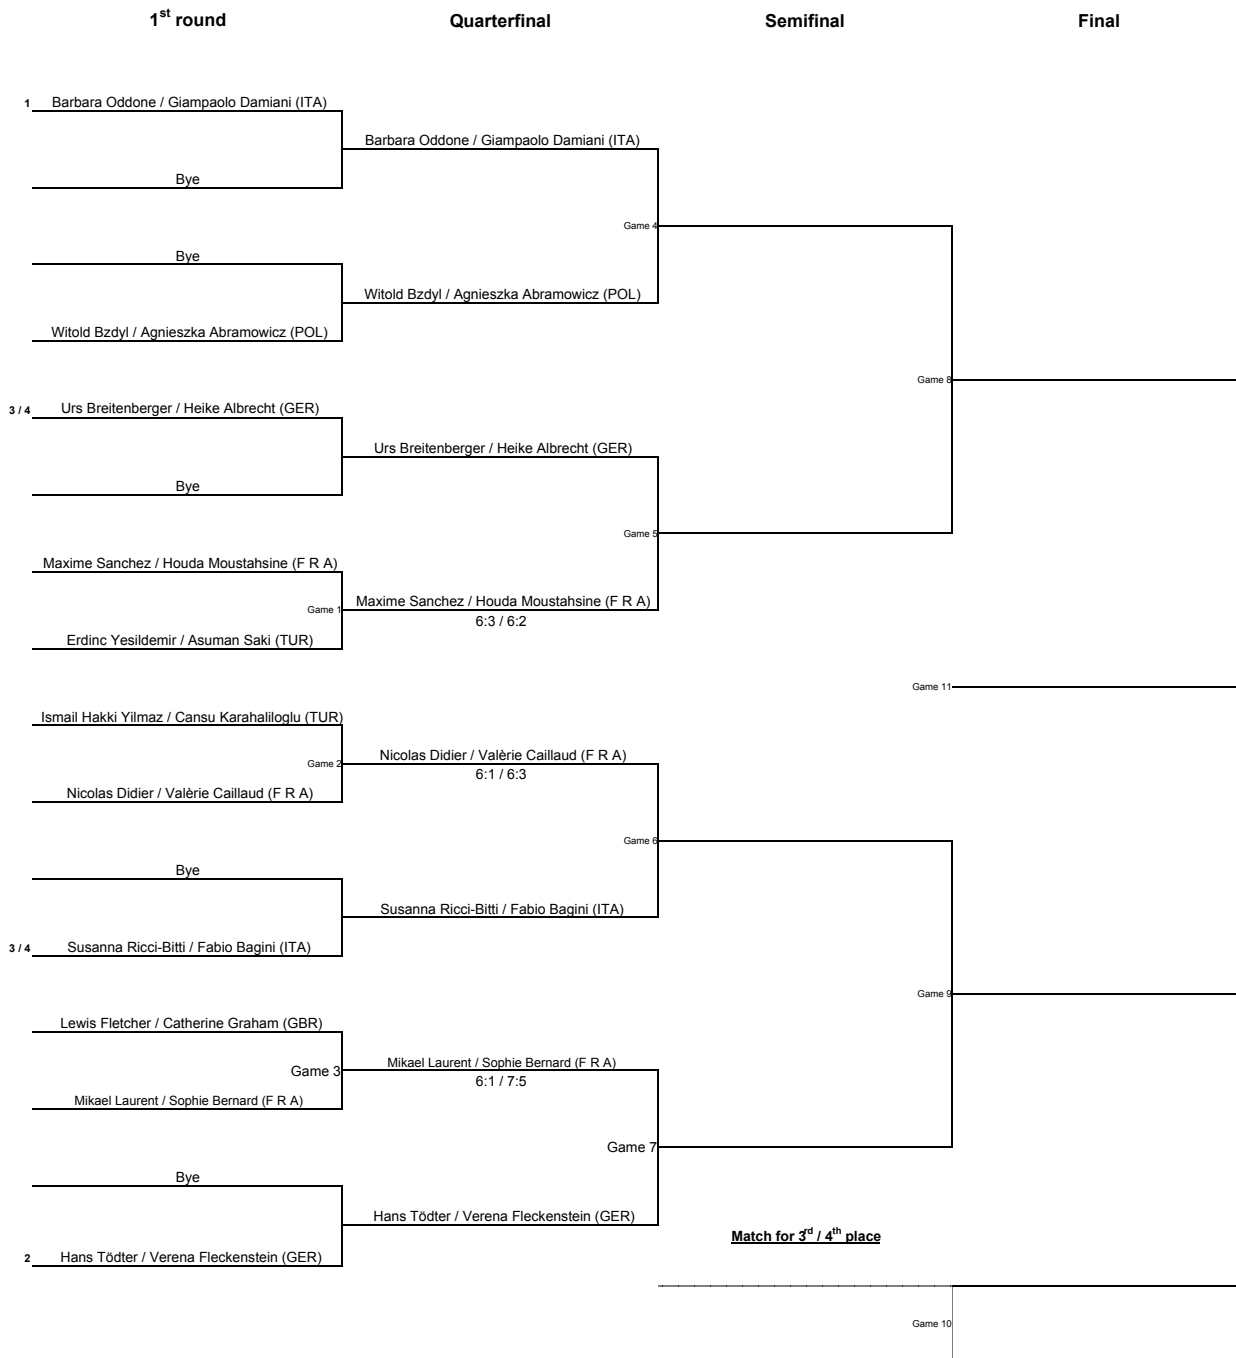 1st round Quarterfinal Semifinal Final
1 Barbara Oddone / Giampaolo Damiani (ITA)
Barbara Oddone / Giampaolo Damiani (ITA)
Bye
Game 4
Bye
Witold Bzdyl / Agnieszka Abramowicz (POL)
Witold Bzdyl / Agnieszka Abramowicz (POL)
Game 8
3 / 4 Urs Breitenberger / Heike Albrecht (GER)
Urs Breitenberger / Heike Albrecht (GER)
Bye
Game 5
Maxime Sanchez / Houda Moustahsine (F R A)
Game 1 Maxime Sanchez / Houda Moustahsine (F R A)
6:3 / 6:2
Erdinc Yesildemir / Asuman Saki (TUR)
Game 11
Ismail Hakki Yilmaz / Cansu Karahaliloglu (TUR)
Game 2 Nicolas Didier / Valèrie Caillaud (F R A)
6:1 / 6:3
Nicolas Didier / Valèrie Caillaud (F R A)
Game 6
Bye
Susanna Ricci-Bitti / Fabio Bagini (ITA)
3 / 4 Susanna Ricci-Bitti / Fabio Bagini (ITA)
Game 9
Lewis Fletcher / Catherine Graham (GBR)
Game 3 Mikael Laurent / Sophie Bernard (F R A)
6:1 / 7:5
Mikael Laurent / Sophie Bernard (F R A)
Game 7
Bye
Hans Tödter / Verena Fleckenstein (GER)
Match for 3rd / 4th place
2 Hans Tödter / Verena Fleckenstein (GER)
Game 10